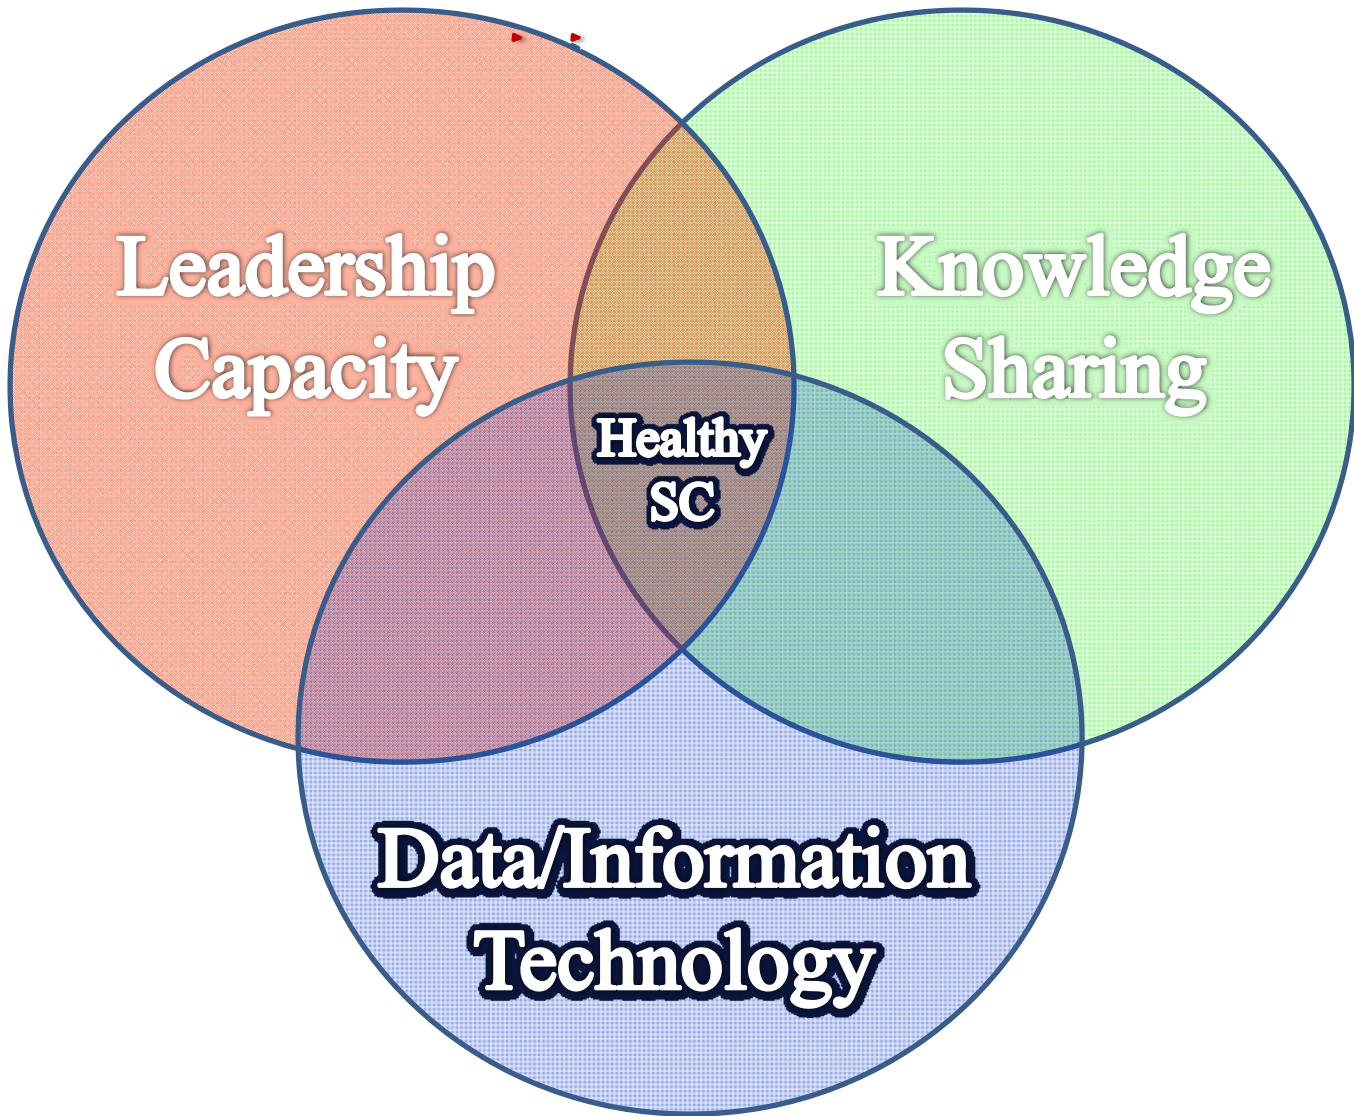 Leadership
Capacity
Knowledge
Sharing
Healthy
SC
Data/Information
Technology